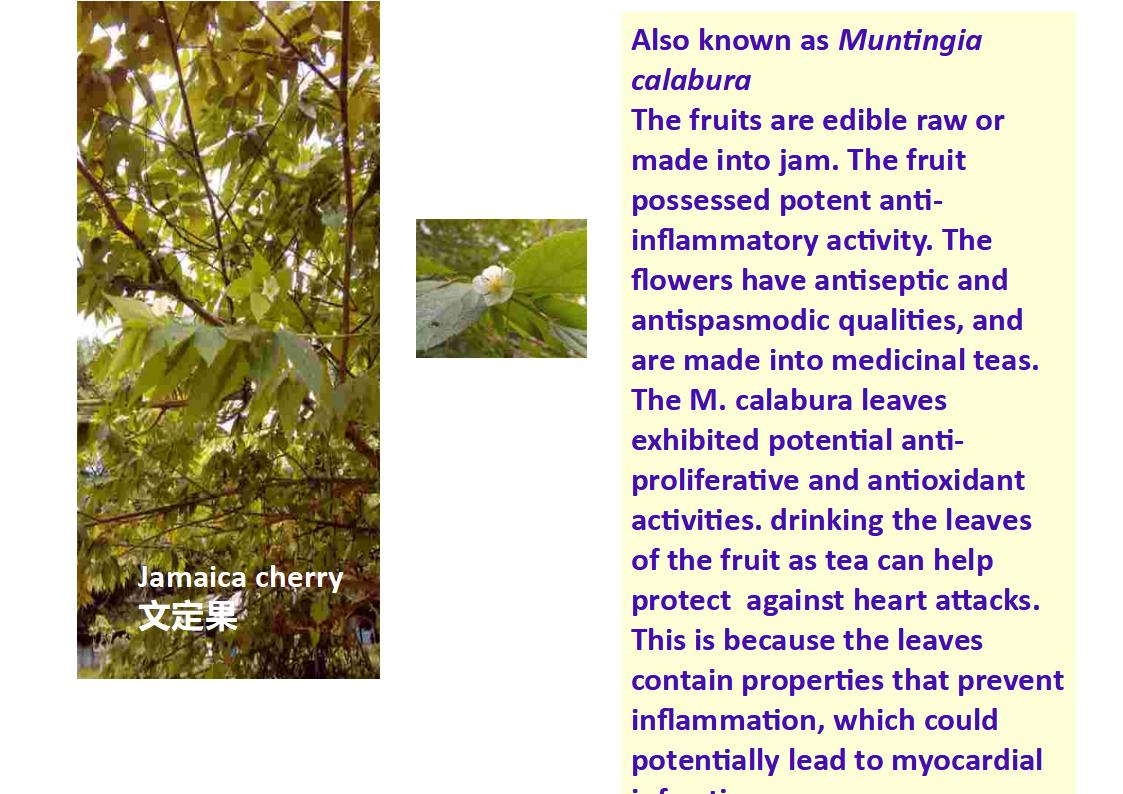 Jamaica cherry
文定果
Also known as Muntingia
calabura
The fruits are edible raw or
made into jam. The fruit
possessed potent anti-
inflammatory activity. The
flowers have antiseptic and
antispasmodic qualities, and
are made into medicinal teas.
The M. calabura leaves
exhibited potential anti-
proliferative and antioxidant
activities. drinking the leaves
of the fruit as tea can help
protect  against heart attacks.
This is because the leaves
contain properties that prevent
inflammation, which could
potentially lead to myocardial